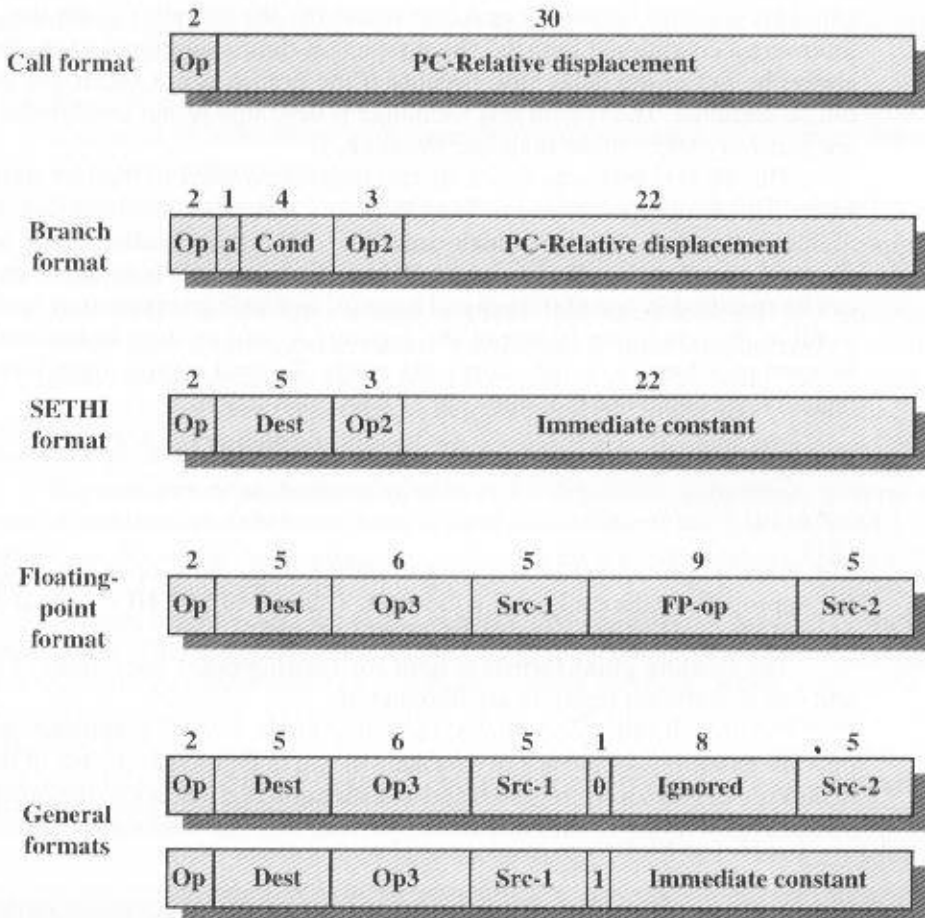 2 30
Call format Op PC-Relative displacement
2 1 4 3 22
Branch
format
Op a Cond Op2 PC-Relative displacement
2 5 3 22
SETHI
format
Op Dest Op2 Immediate constant
2 5 6 5 9 5
Floating-
point
format
Op Dest Op3 Src-1 FP-op Src-2
2 5 6 5 1 8 5
Op Dest Op3 Src-1 0 Ignored Src-2
General
formats
Op Dest Op3 Src-1 1 Immediate constant